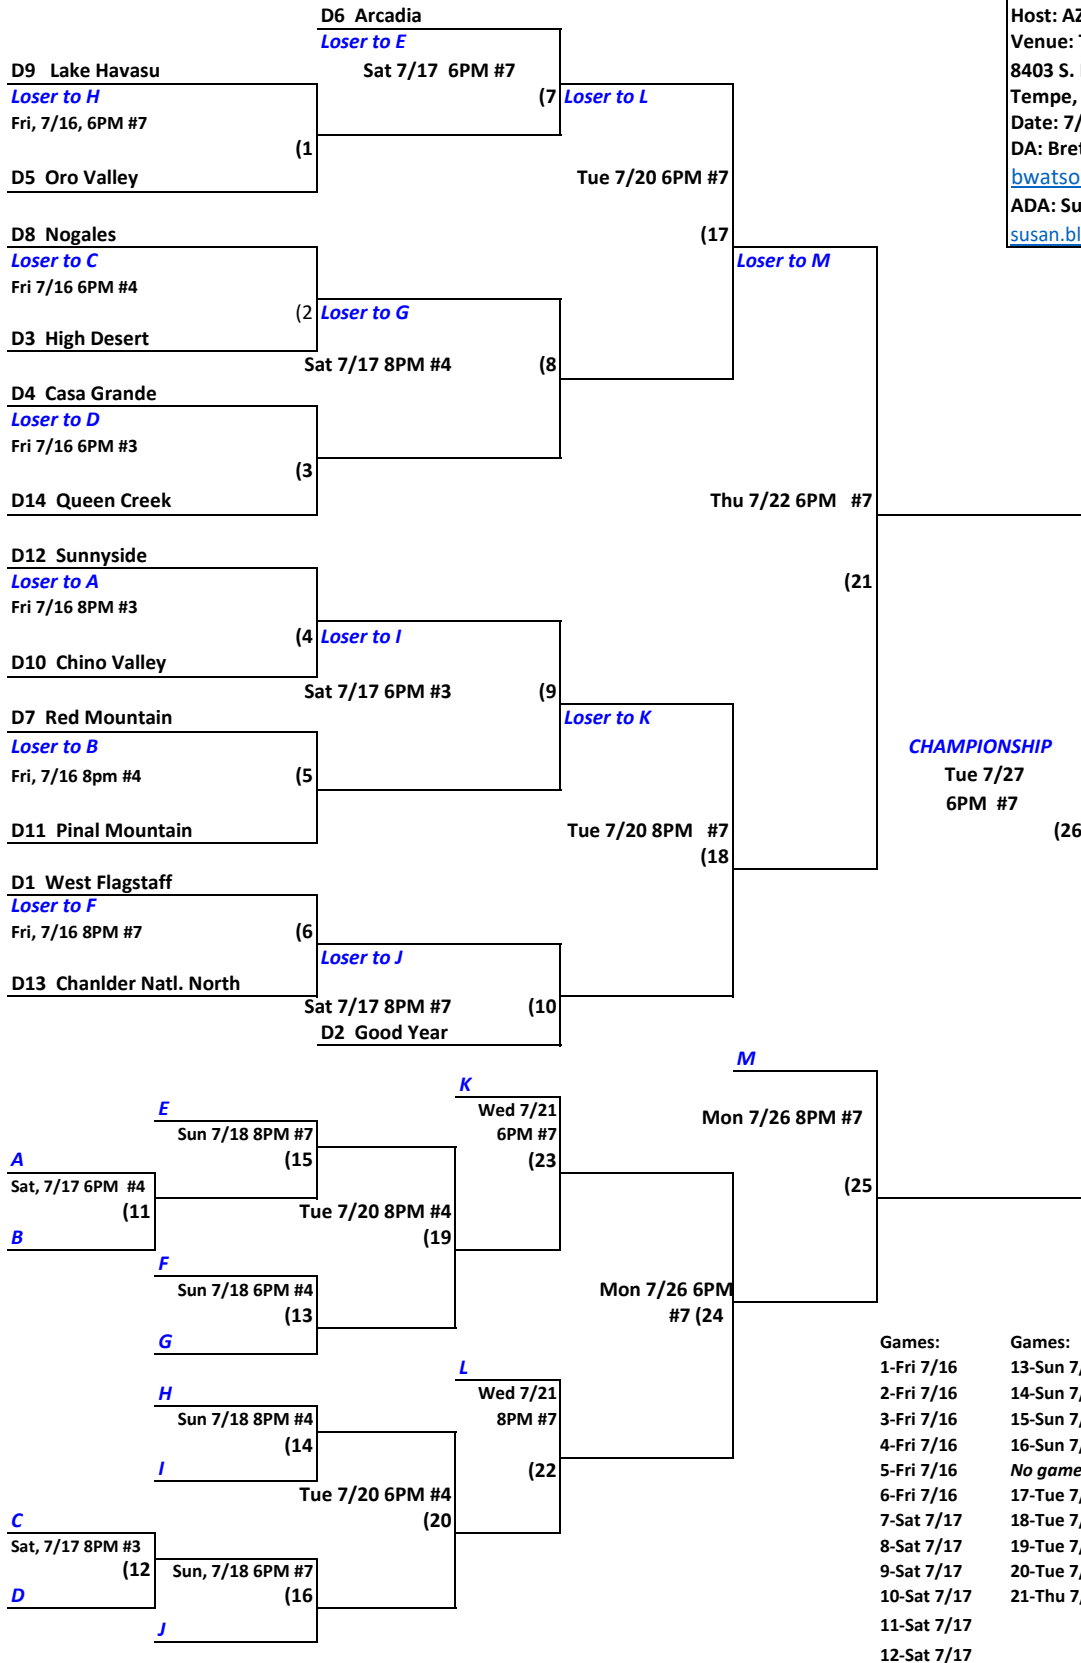 D6 Arcadia
Loser to E
Sat 7/17 6PM #7
(7
Loser to L
D9 Lake Havasu
Loser to H
Fri, 7/16, 6PM #7
(1
D5 Oro Valley
Tue 7/20 6PM #7
(17
Loser to M
D8 Nogales
Loser to C
Fri 7/16 6PM #4
(2
Loser to G
D3 High Desert
Sat 7/17 8PM #4
(8
D4 Casa Grande
Loser to D
Fri 7/16 6PM #3
(3
D14 Queen Creek
Thu 7/22 6PM #7
(21
D12 Sunnyside
Loser to A
Fri 7/16 8PM #3
(4
Loser to I
D10 Chino Valley
Sat 7/17 6PM #3
(9
Loser to K
D7 Red Mountain
Loser to B
Fri, 7/16 8pm #4
(5
D11 Pinal Mountain
Tue 7/20 8PM #7
(18
CHAMPIONSHIP
Tue 7/27
6PM #7
(26
D1 West Flagstaff
Loser to F
Fri, 7/16 8PM #7
(6
Loser to J
D13 Chanlder Natl. North
Sat 7/17 8PM #7
(10
D2 Good Year
Host: AZ
Venue:
8403 S.
Tempe,
Date: 7/
DA: Bret
bwatso
ADA: Su
susan.bl
M
Mon 7/26 8PM #7
(25
K
Wed 7/21
6PM #7
(23
E
Sun 7/18 8PM #7
(15
A
Sat, 7/17 6PM #4
(11
B
Tue 7/20 8PM #4
(19
F
Sun 7/18 6PM #4
(13
G
Mon 7/26 6PM
#7 (24
L
Wed 7/21
8PM #7
(22
H
Sun 7/18 8PM #4
(14
I
Tue 7/20 6PM #4
(20
C
Sat, 7/17 8PM #3
(12
D
Sun, 7/18 6PM #7
(16
J
Games:
1-Fri 7/16
2-Fri 7/16
3-Fri 7/16
4-Fri 7/16
5-Fri 7/16
6-Fri 7/16
7-Sat 7/17
8-Sat 7/17
9-Sat 7/17
10-Sat 7/17
11-Sat 7/17
12-Sat 7/17
Games:
13-Sun 7/
14-Sun 7/
15-Sun 7/
16-Sun 7/
No game
17-Tue 7/
18-Tue 7/
19-Tue 7/
20-Tue 7/
21-Thu 7/